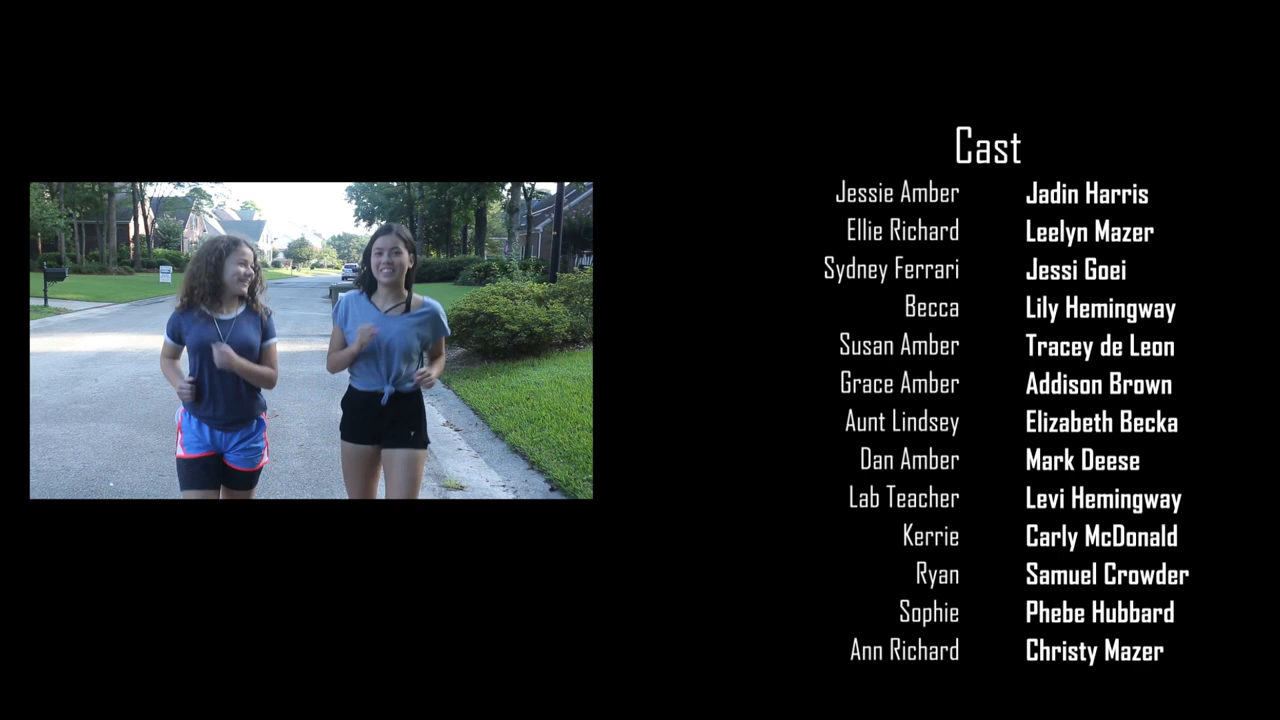 Cast
Jessie Amber Jadin Harris
Ellie Richard Leelyn Mazer
Sydney Ferrari Jessi Goei
Becca Lily Hemingway
Susan Amber Tracey de Leon
Grace Amber Addison Brown
Aunt Lindsey Elizabeth Becka
Dan Amber Mark Deese
Lab Teacher Levi Hemingway
Kerrie Carly McDonald
Ryan Samuel Crowder
Sophie Phebe Hubbard
Ann Richard Christy Mazer